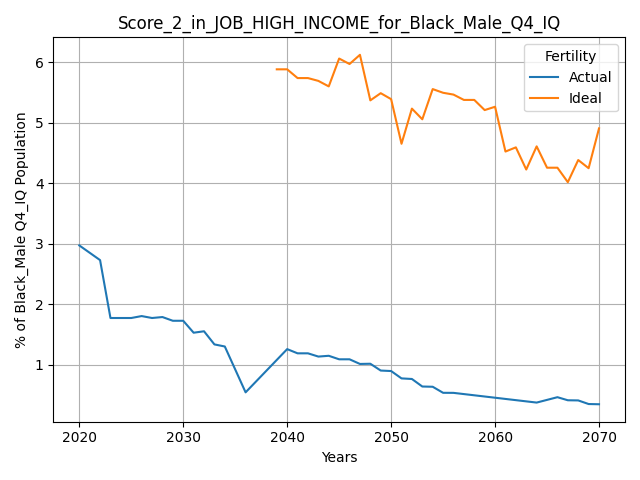 Score_2_in_JOB_HIGH_INCOME_for_Black_Male_Q4_IQ
Fertility
Actual
Ideal
% of Black_Male Q4_IQ Population
6
5
4
3
2
1
2020 2030 2040 2050 2060 2070
Years